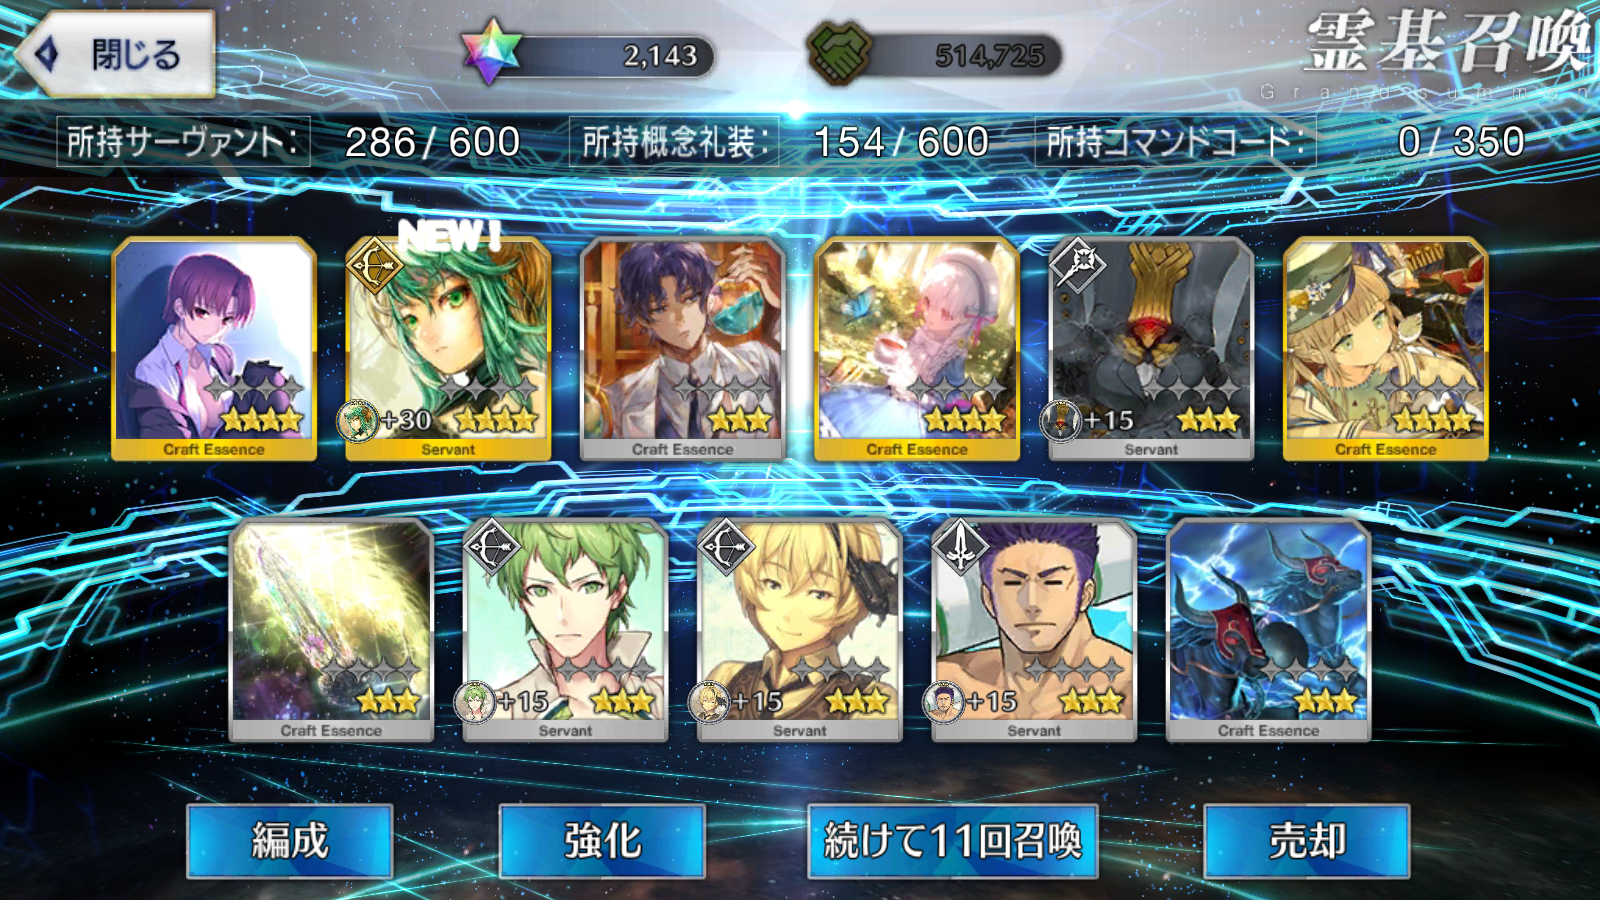 閉じる
2,143
514,725
霊基召喚
Grand summon
所持サーヴァント: 286/ 600
所持概念礼装: 154/ 600
所持コマンドコード: 0/ 350
NEW!
+30
+15
Craft Essence
Servant
Craft Essence
Craft Essence
Servant
Craft Essence
+15
+15
+15
Craft Essence
Servant
Servant
Servant
Craft Essence
編成
強化
続けて11回召喚
売却